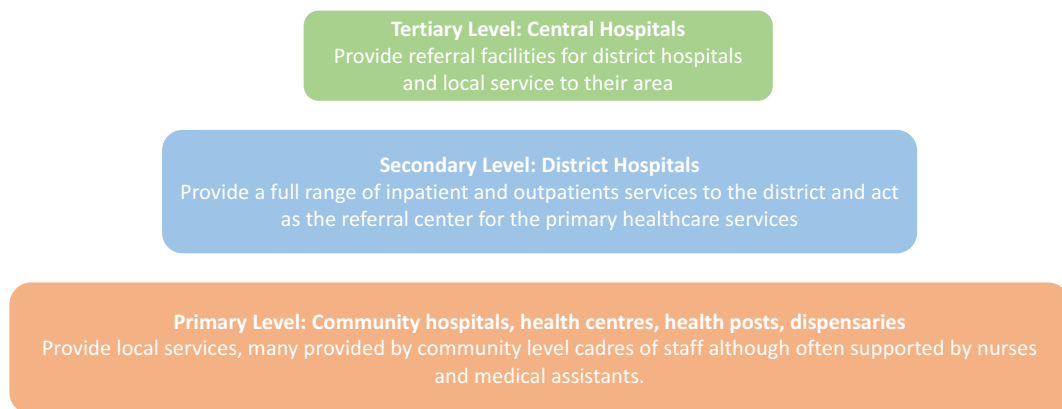 Tertiary Level: Central Hospitals
Provide referral facilities for district hospitals
and local service to their area
Secondary Level: District Hospitals
Provide a full range of inpatient and outpatients services to the district and act
as the referral center for the primary healthcare services
Primary Level: Community hospitals, health centres, health posts, dispensaries
Provide local services, many provided by community level cadres of staff although often supported by nurses
and medical assistants.